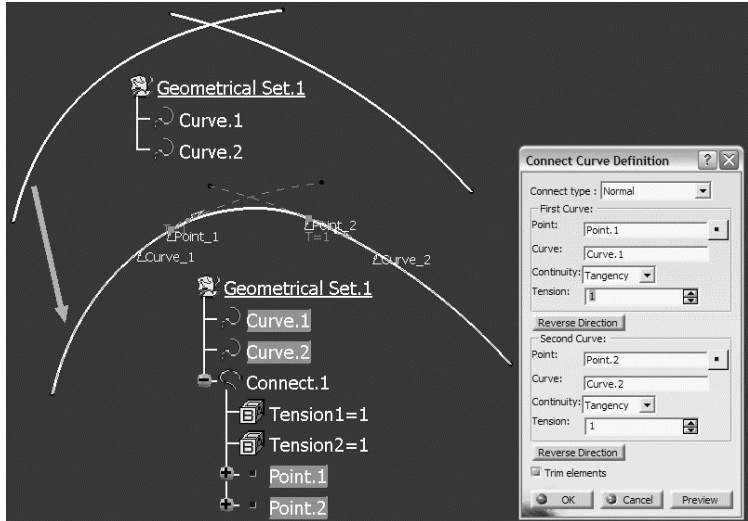 Geometrical Set.1
Curve.1
Curve.2
Point_1
T=1
Point_2
T=1
Curve_1
Curve_2
Geometrical Set.1
Curve.1
Curve.2
Connect.1
Tension1=1
Tension2=1
Point.1
Point.2
Connect Curve Definition
Connect type : Normal
First Curve:
Point: Point.1
Curve: Curve.1
Continuity: Tangency
Tension: 1
Reverse Direction
Second Curve:
Point: Point.2
Curve: Curve.2
Continuity: Tangency
Tension: 1
Reverse Direction
Trim elements
OK Cancel Preview